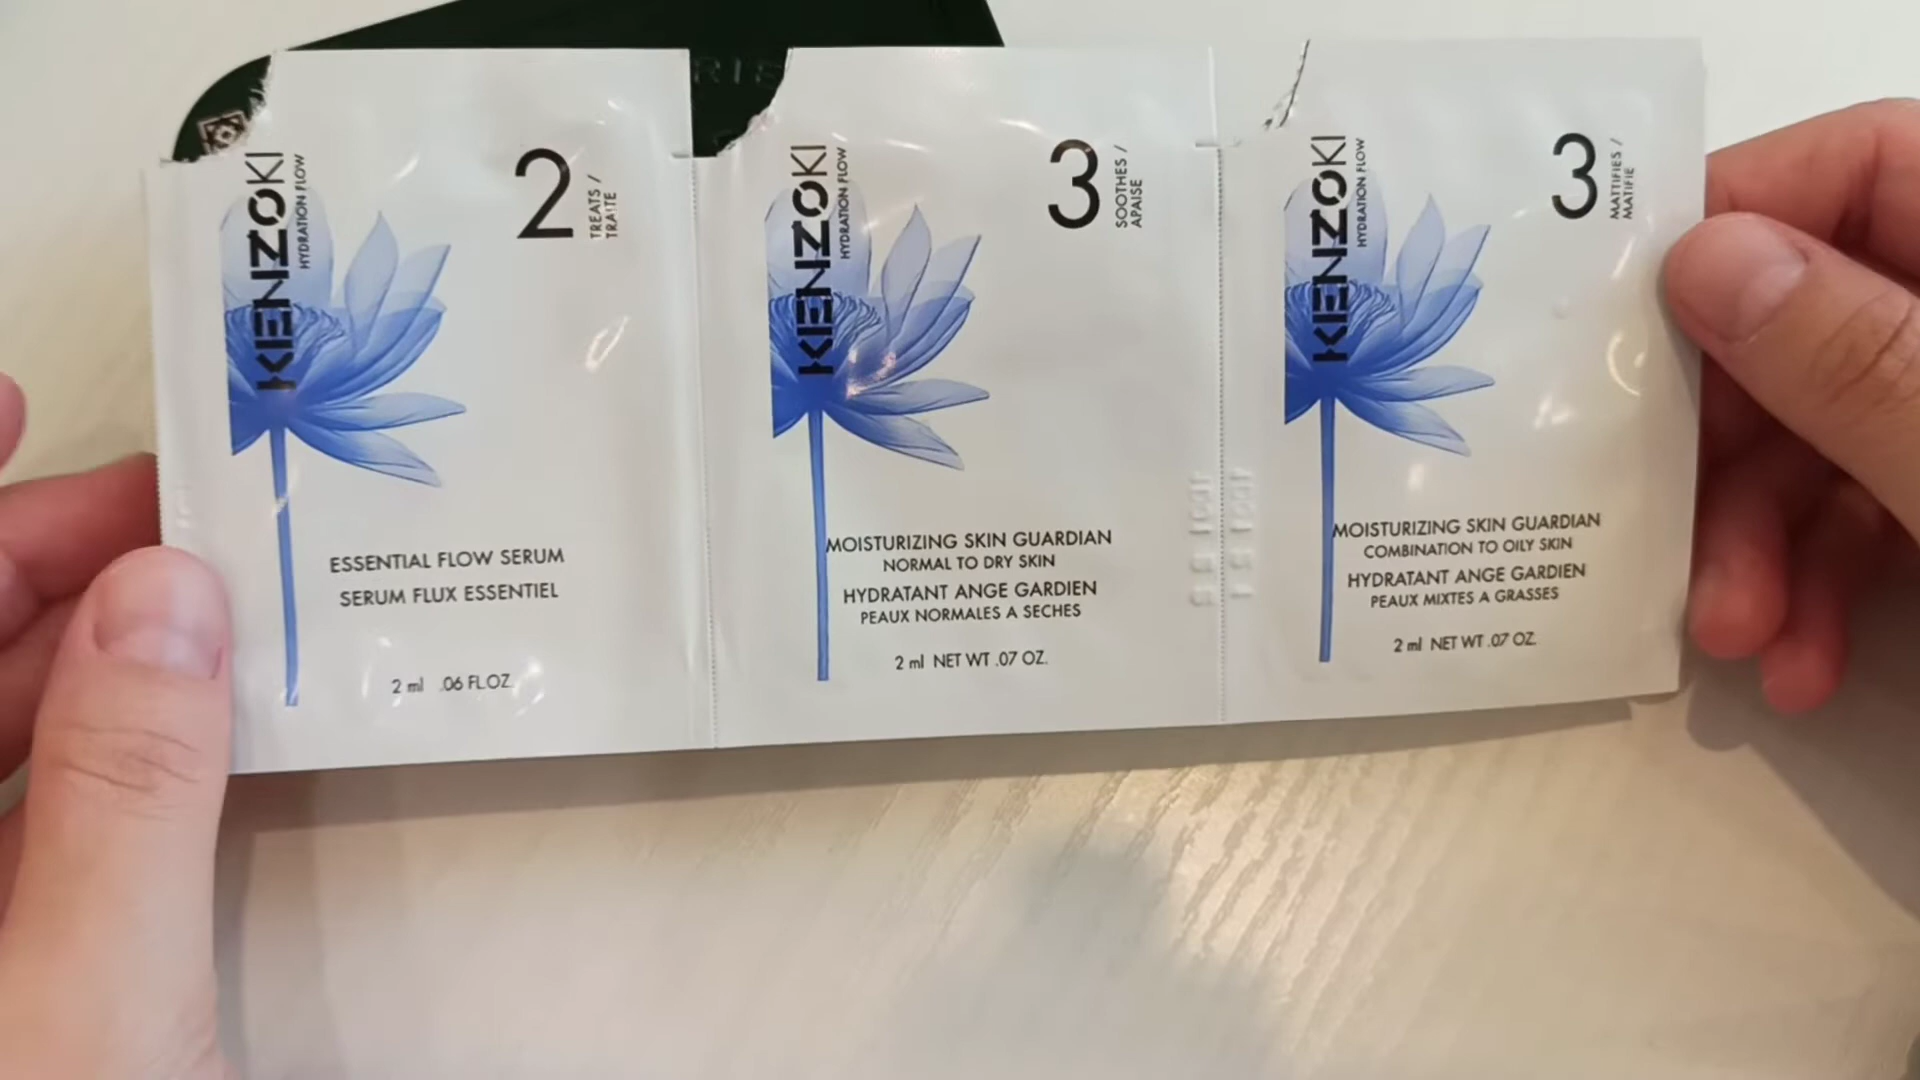 KENZOKI
HYDRATION FLOW
2
TREATS /
TRAITE
ESSENTIAL FLOW SERUM
SERUM FLUX ESSENTIEL
2 ml .06 FL.OZ.
KENZOKI
HYDRATION FLOW
3
SOOTHES /
APAISE
MOISTURIZING SKIN GUARDIAN
NORMAL TO DRY SKIN
HYDRATANT ANGE GARDIEN
PEAUX NORMALES A SECHES
2 ml NET WT .07 OZ.
KENZOKI
HYDRATION FLOW
3
MATTIFIES /
MATIFIE
MOISTURIZING SKIN GUARDIAN
COMBINATION TO OILY SKIN
HYDRATANT ANGE GARDIEN
PEAUX MIXTES A GRASSES
2 ml NET WT .07 OZ.